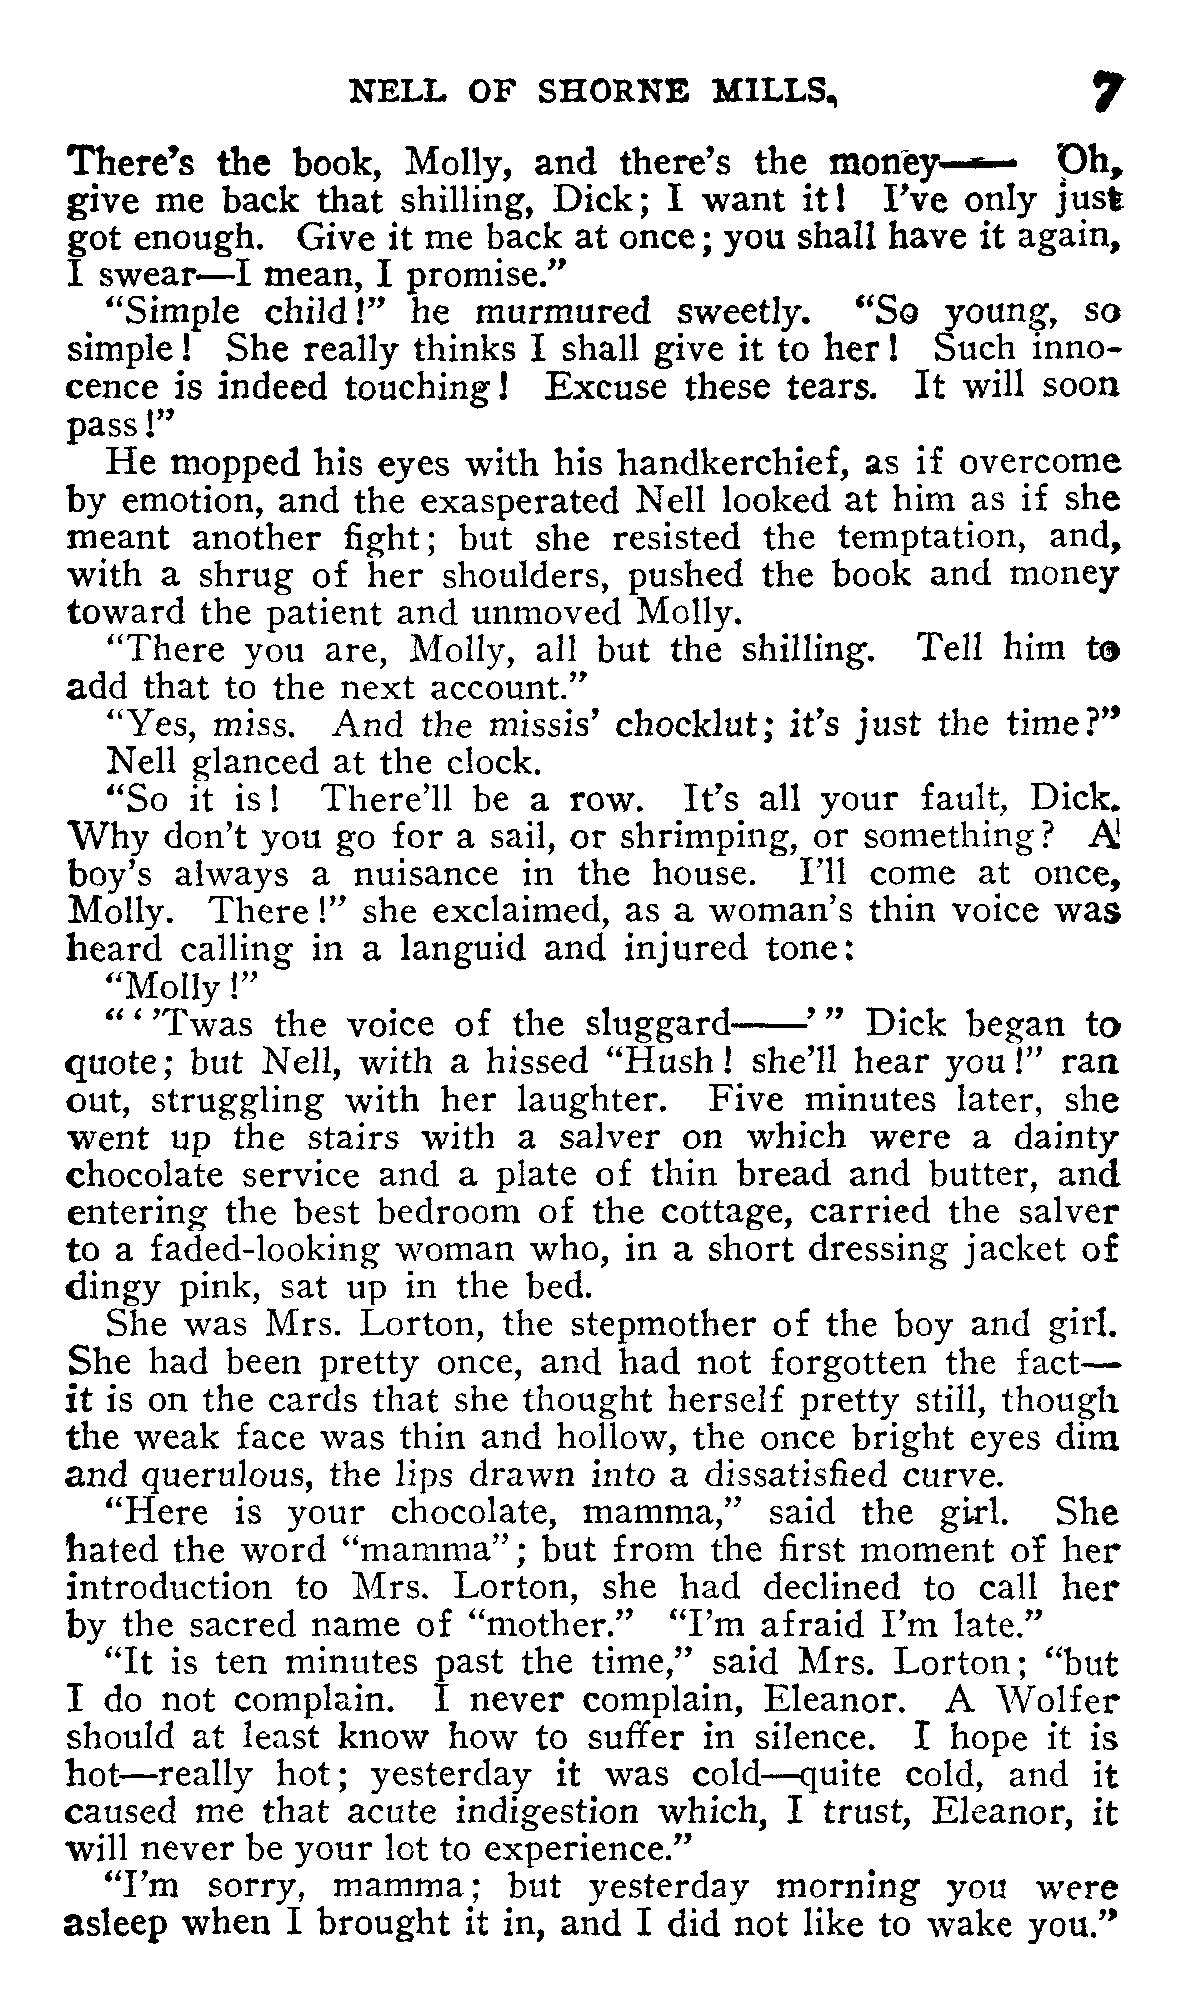 NELL OF SHORNE MILLS, 7
There's the book, Molly, and there's the money—— Oh,
give me back that shilling, Dick; I want it! I've only just
got enough. Give it me back at once; you shall have it again,
I swear—I mean, I promise."
"Simple child!" he murmured sweetly. "So young, so
simple! She really thinks I shall give it to her! Such inno-
cence is indeed touching! Excuse these tears. It will soon
pass!"
He mopped his eyes with his handkerchief, as if overcome
by emotion, and the exasperated Nell looked at him as if she
meant another fight; but she resisted the temptation, and,
with a shrug of her shoulders, pushed the book and money
toward the patient and unmoved Molly.
"There you are, Molly, all but the shilling. Tell him to
add that to the next account."
"Yes, miss. And the missis' chocklut; it's just the time?"
Nell glanced at the clock.
"So it is! There'll be a row. It's all your fault, Dick.
Why don't you go for a sail, or shrimping, or something? A
boy's always a nuisance in the house. I'll come at once,
Molly. There!" she exclaimed, as a woman's thin voice was
heard calling in a languid and injured tone:
"Molly!"
"''Twas the voice of the sluggard——'" Dick began to
quote; but Nell, with a hissed "Hush! she'll hear you!" ran
out, struggling with her laughter. Five minutes later, she
went up the stairs with a salver on which were a dainty
chocolate service and a plate of thin bread and butter, and
entering the best bedroom of the cottage, carried the salver
to a faded-looking woman who, in a short dressing jacket of
dingy pink, sat up in the bed.
She was Mrs. Lorton, the stepmother of the boy and girl.
She had been pretty once, and had not forgotten the fact—
it is on the cards that she thought herself pretty still, though
the weak face was thin and hollow, the once bright eyes dim
and querulous, the lips drawn into a dissatisfied curve.
"Here is your chocolate, mamma," said the girl. She
hated the word "mamma"; but from the first moment of her
introduction to Mrs. Lorton, she had declined to call her
by the sacred name of "mother." "I'm afraid I'm late."
"It is ten minutes past the time," said Mrs. Lorton; "but
I do not complain. I never complain, Eleanor. A Wolfer
should at least know how to suffer in silence. I hope it is
hot—really hot; yesterday it was cold—quite cold, and it
caused me that acute indigestion which, I trust, Eleanor, it
will never be your lot to experience."
"I'm sorry, mamma; but yesterday morning you were
asleep when I brought it in, and I did not like to wake you."